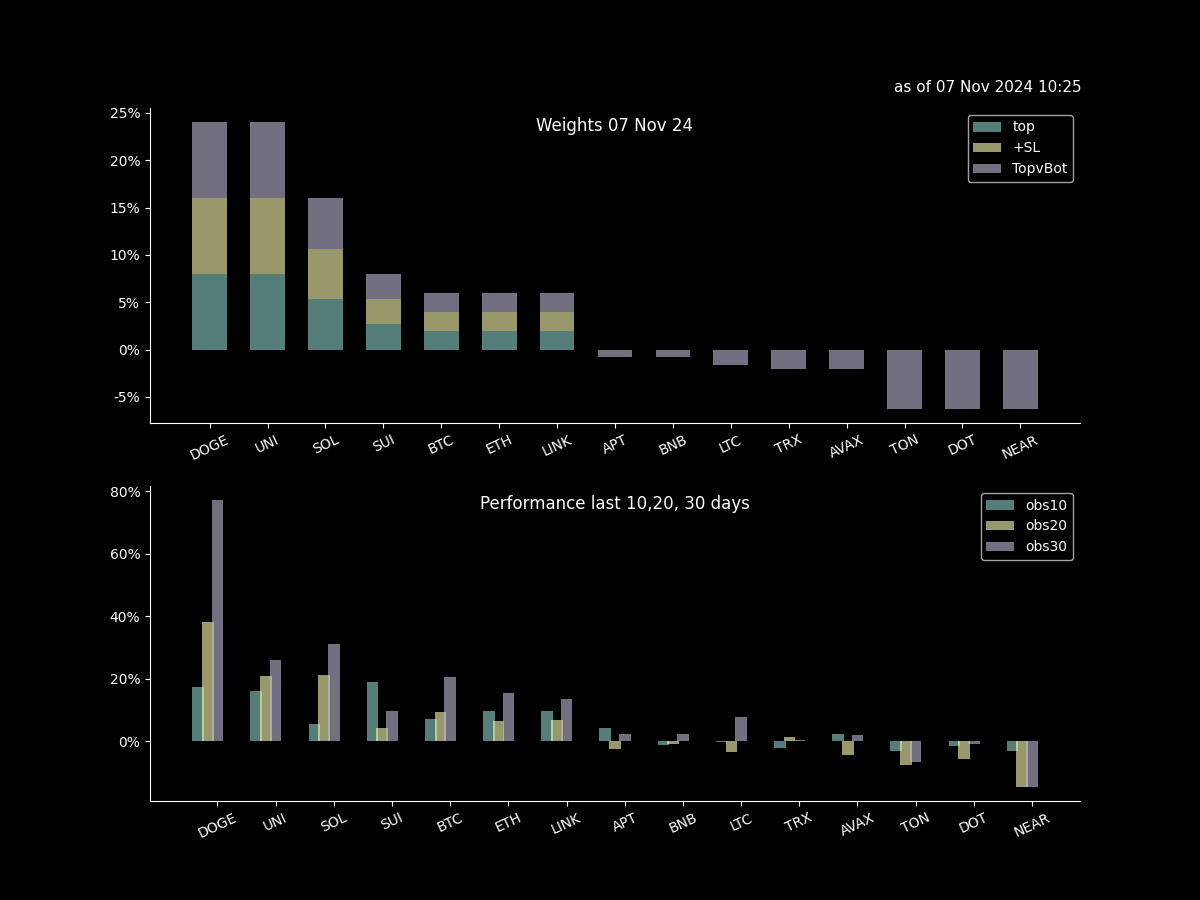 as of 07 Nov 2024 10:25
Weights 07 Nov 24
top
+SL
TopvBot
25%
20%
15%
10%
5%
0%
-5%
DOGE UNI SOL SUI BTC ETH LINK APT BNB LTC TRX AVAX TON DOT NEAR
Performance last 10,20, 30 days
obs10
obs20
obs30
80%
60%
40%
20%
0%
DOGE UNI SOL SUI BTC ETH LINK APT BNB LTC TRX AVAX TON DOT NEAR